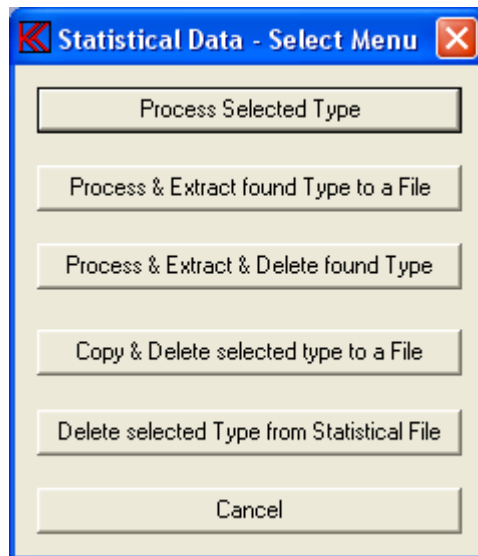 Statistical Data - Select Menu
Process Selected Type
Process & Extract found Type to a File
Process & Extract & Delete found Type
Copy & Delete selected type to a File
Delete selected Type from Statistical File
Cancel